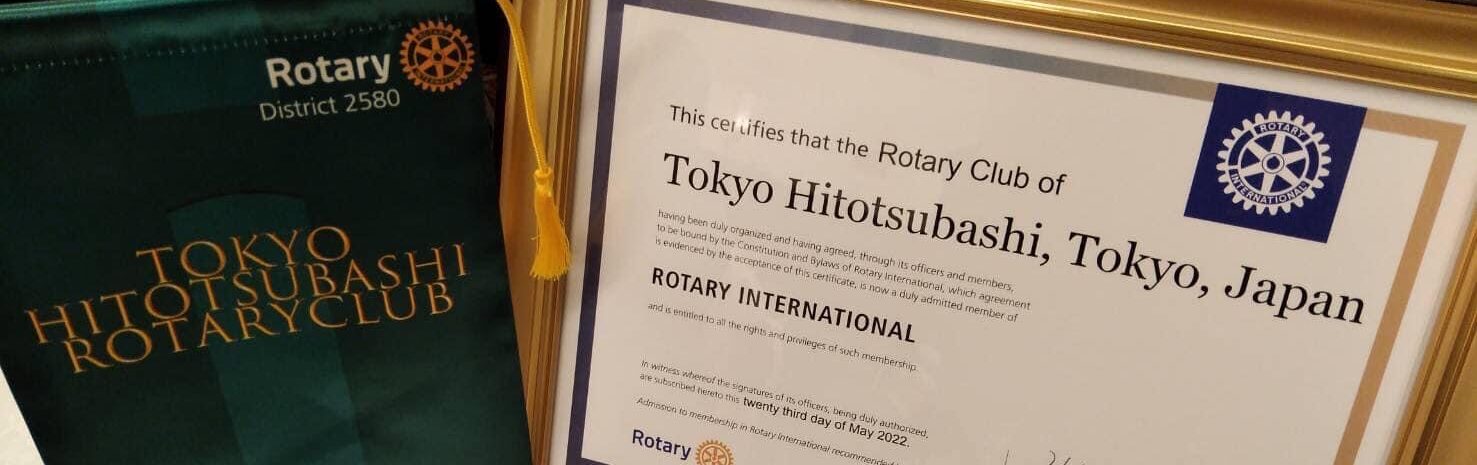 Rotary
District 2580
TOKYO
HITOTSUBASHI
ROTARYCLUB
This certifies that the Rotary Club of
Tokyo Hitotsubashi, Tokyo, Japan
having been duly organized and having agreed, through its officers and members,
to be bound by the Constitution and Bylaws of Rotary International, which agreement
is evidenced by the acceptance of this certificate, is now a duly admitted member of
ROTARY INTERNATIONAL
and is entitled to all the rights and privileges of such membership.
In witness whereof the signatures of its officers, being duly authorized,
are subscribed hereto this twenty third day of May 2022.
Admission to membership in Rotary International recommended
Rotary
ROTARY
INTERNATIONAL